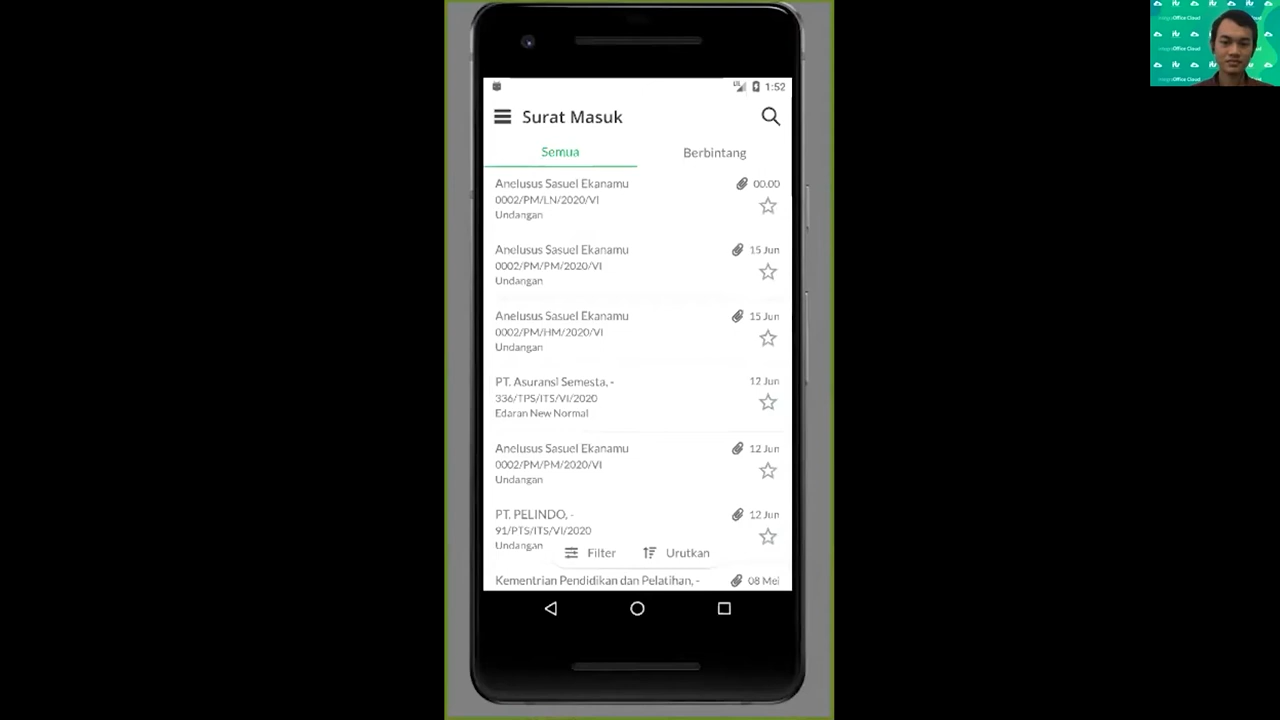 1:52
Surat Masuk
Semua
Berbintang
Anelusus Sasuel Ekanamu
00.00
0002/PM/LN/2020/VI
Undangan
Anelusus Sasuel Ekanamu
15 Jun
0002/PM/PM/2020/VI
Undangan
Anelusus Sasuel Ekanamu
15 Jun
0002/PM/HM/2020/VI
Undangan
PT. Asuransi Semesta, -
12 Jun
336/TPS/ITS/VI/2020
Edaran New Normal
Anelusus Sasuel Ekanamu
12 Jun
0002/PM/PM/2020/VI
Undangan
PT. PELINDO, -
12 Jun
91/PTS/ITS/VI/2020
Undangan
Filter
Urutkan
Kementrian Pendidikan dan Pelatihan, -
08 Mei
Office Cloud